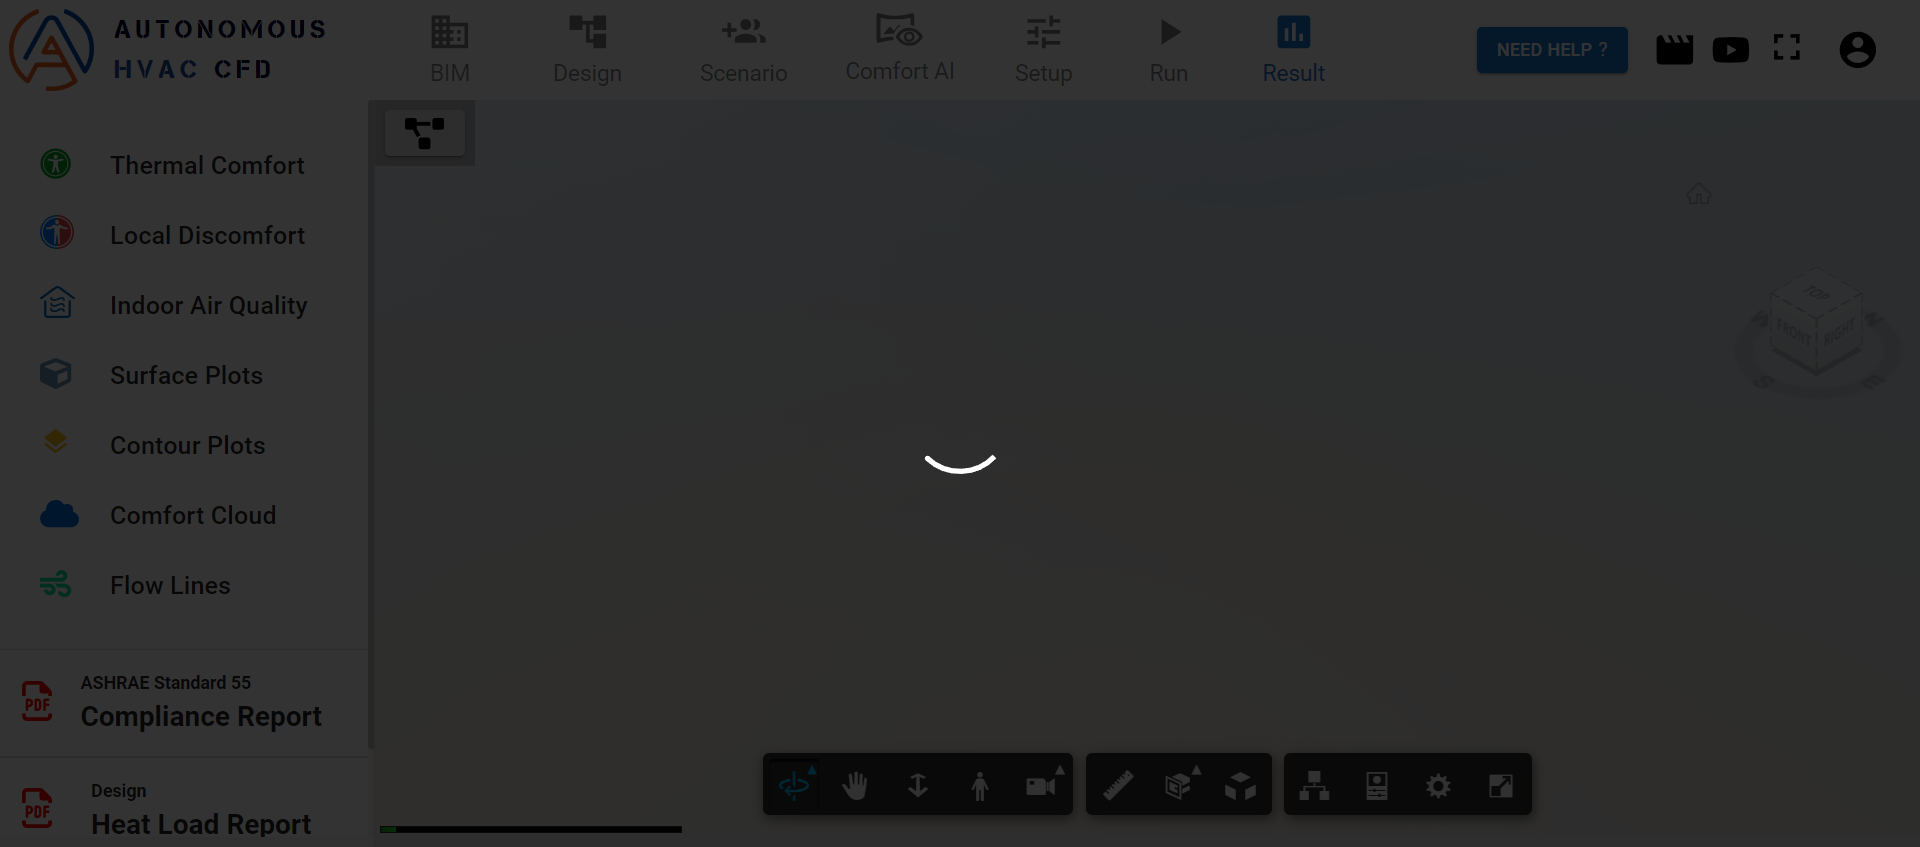 AUTONOMOUS
HVAC CFD
BIM
Design
Scenario
Comfort AI
Setup
Run
Result
NEED HELP ?
Thermal Comfort
Local Discomfort
Indoor Air Quality
Surface Plots
Contour Plots
Comfort Cloud
Flow Lines
PDF
ASHRAE Standard 55
Compliance Report
PDF
Design
Heat Load Report
TOP
FRONT
RIGHT